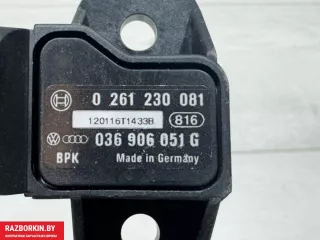 0 261 230 081
120116T1433B 816
036 906 051 G
BPK Made in Germany
RAZBORKIN.BY